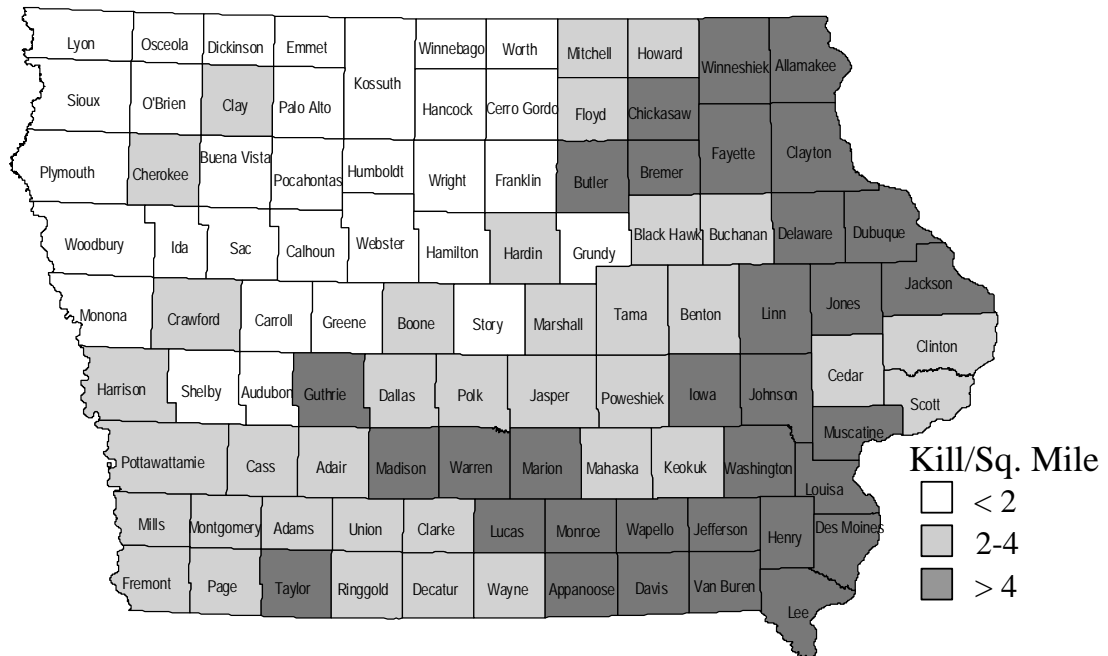 Lyon Osceola Dickinson Emmet Winnebago Worth Mitchell Howard Winneshiek Allamakee
Sioux O'Brien Clay Palo Alto Kossuth Hancock Cerro Gordo Floyd Chickasaw
Plymouth Cherokee Buena Vista Pocahontas Humboldt Wright Franklin Butler Bremer Fayette Clayton
Woodbury Ida Sac Calhoun Webster Hamilton Hardin Grundy Black Hawk Buchanan Delaware Dubuque
Monona Crawford Carroll Greene Boone Story Marshall Tama Benton Linn Jones Jackson
Clinton
Harrison Shelby Audubon Guthrie Dallas Polk Jasper Poweshiek Iowa Johnson Cedar Scott
Muscatine
Pottawattamie Cass Adair Madison Warren Marion Mahaska Keokuk Washington
Louisa
Mills Montgomery Adams Union Clarke Lucas Monroe Wapello Jefferson Henry Des Moines
Fremont Page Taylor Ringgold Decatur Wayne Appanoose Davis Van Buren Lee
Kill/Sq. Mile
< 2
2-4
> 4